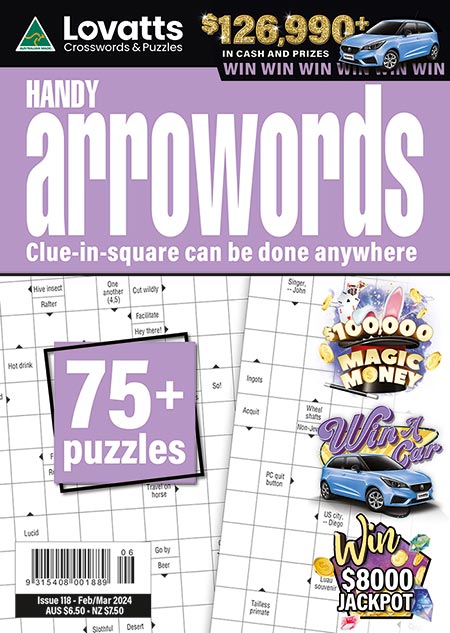 AUSTRALIAN MADE
Lovatts
Crosswords & Puzzles
$126,990+
IN CASH AND PRIZES
WIN WIN WIN WIN WIN WIN
HANDY
arrowords
Clue-in-square can be done anywhere
Hive insect
Rafter
One
another
(4,5)
Cut wildly
Facilitate
Hey there!
Hot drink
So!
75+
puzzles
Travel on
horse
Lucid
Go by
Beer
Slothful
Desert
Singer,
-- John
Ingots
Acquit
Wheel
shafts
PC quit
button
US city,
-- Diego
Luau
souvenir
Tailless
primate
$100,000
MAGIC
MONEY
Win A
Car
Win
$8000
JACKPOT
06
9 315408 001889
Issue 118 - Feb/Mar 2024
AUS $6.50 - NZ $7.50